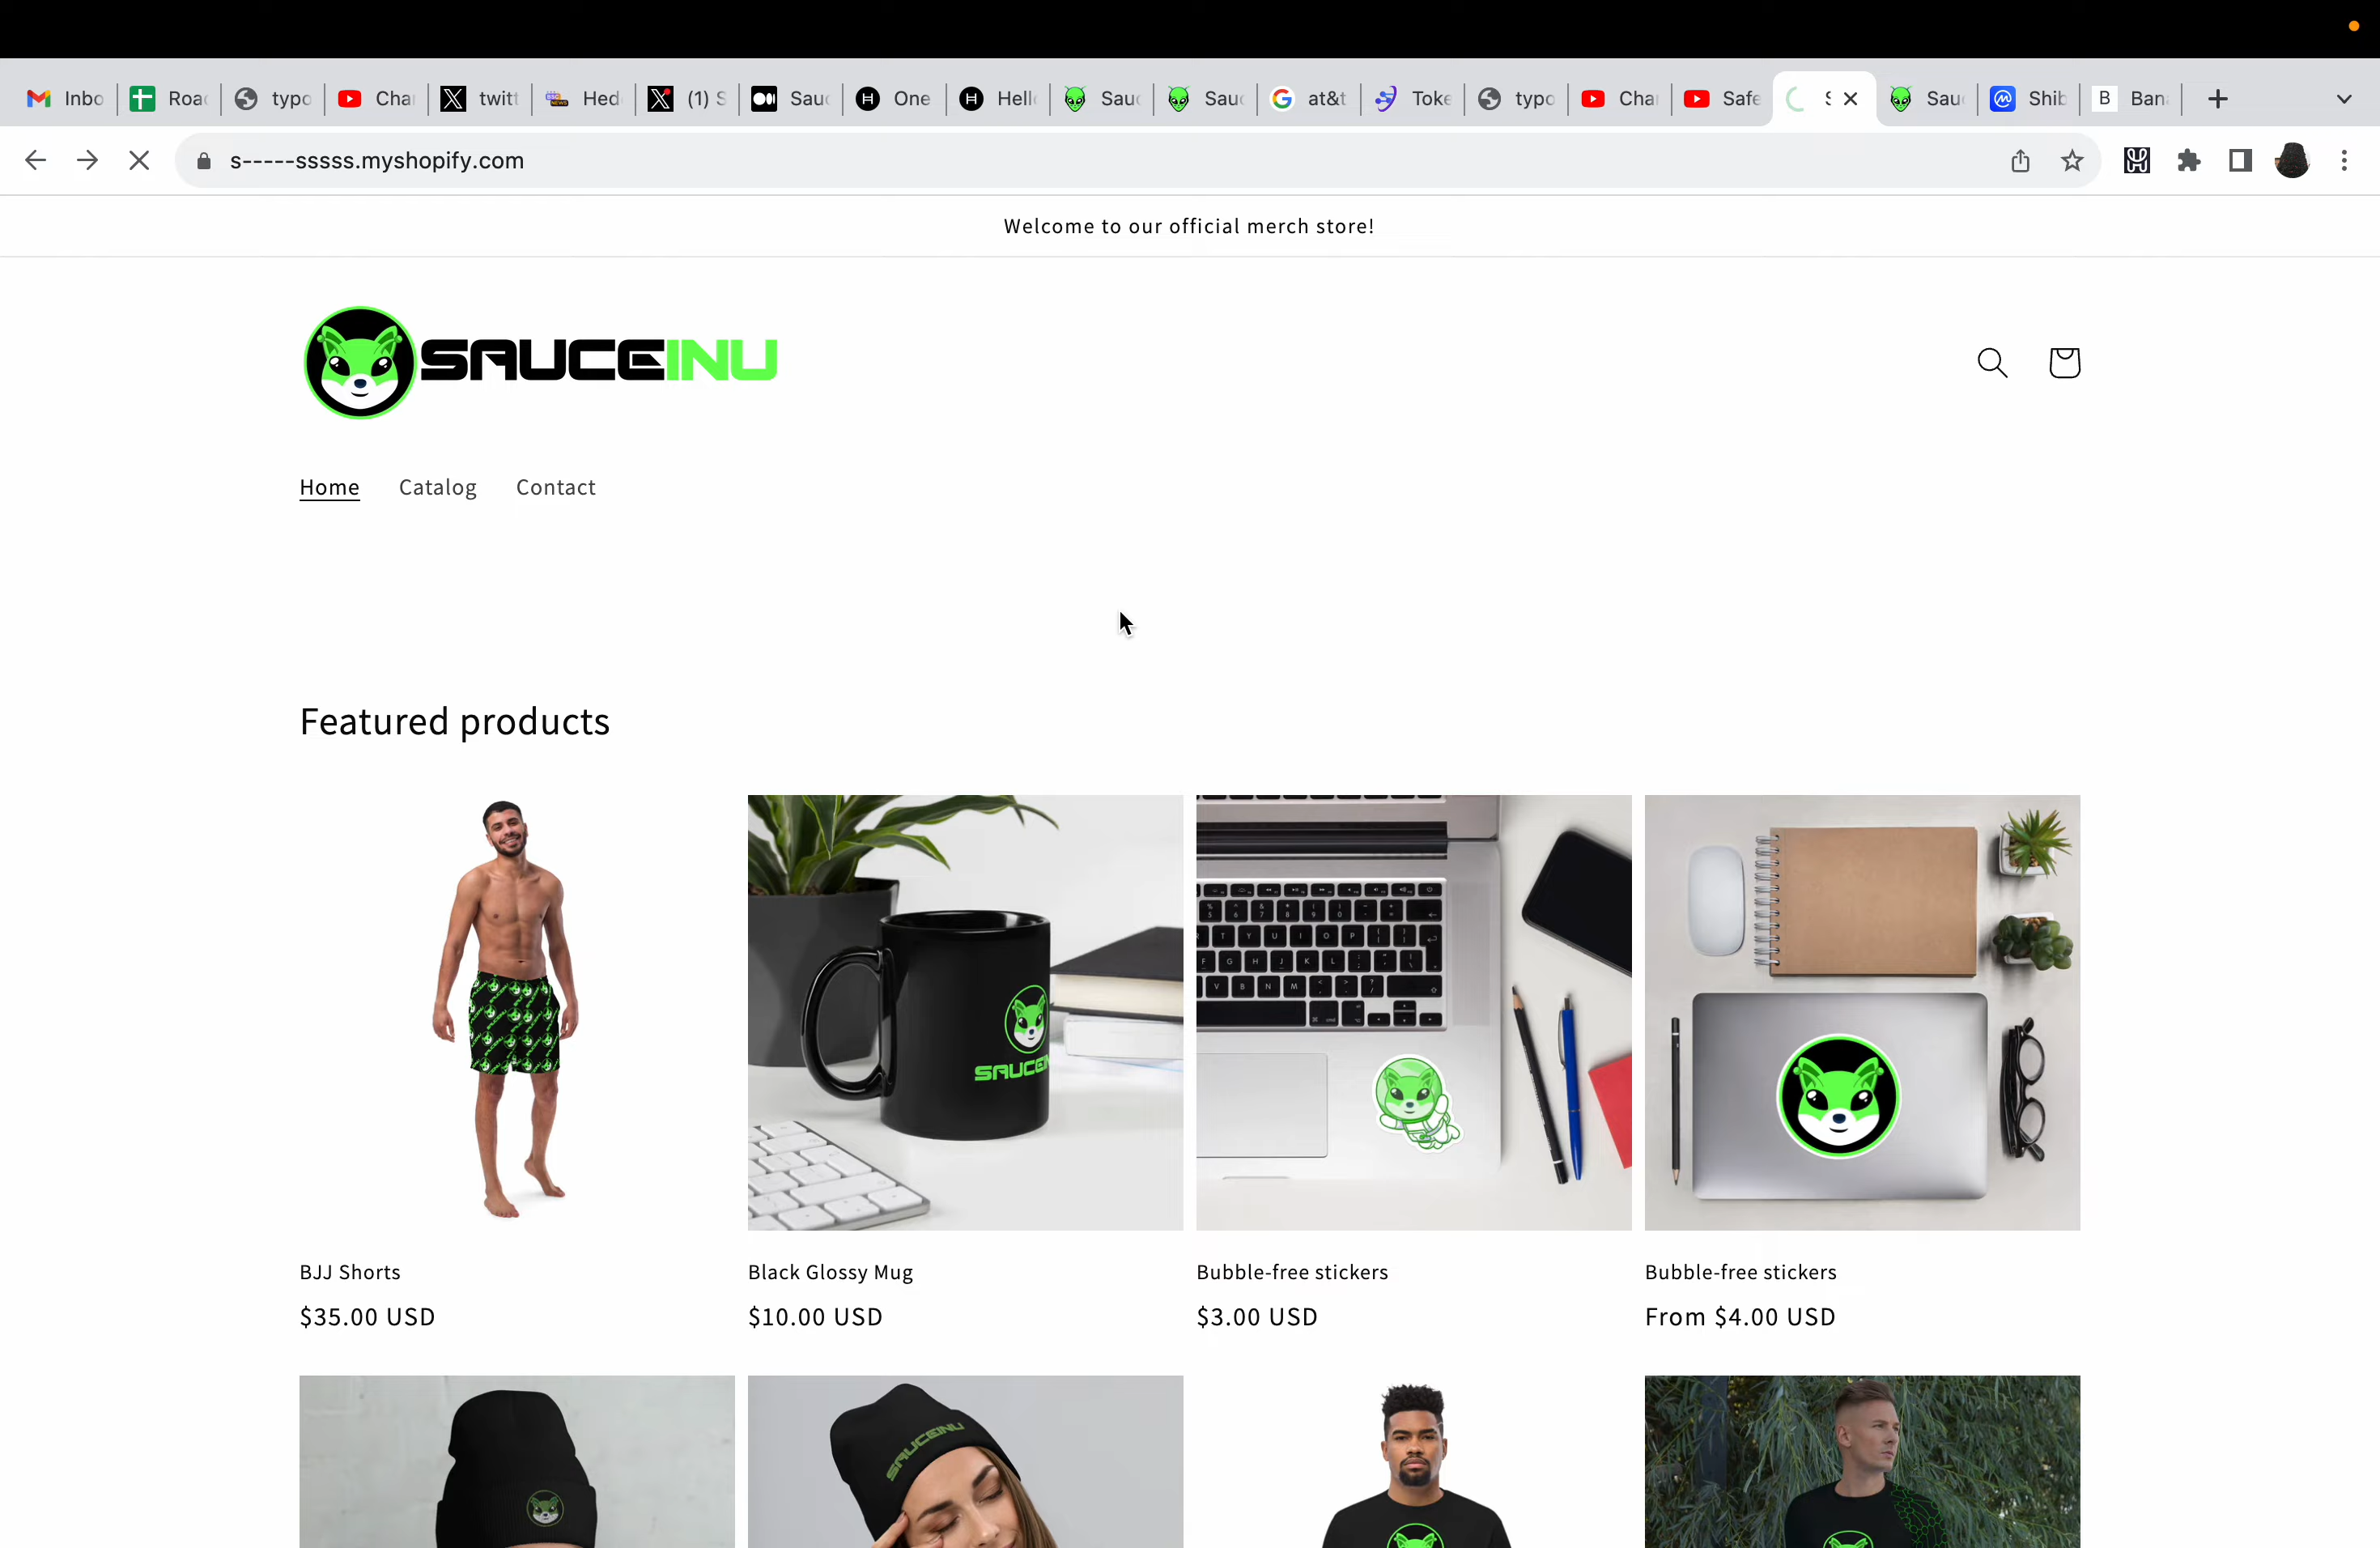 Inbo
Roa
typo
Cha
twitt
Hed
(1) S
Sau
One
Hell
Sau
Sau
at&t
Toke
typo
Cha
Safe
S
Sau
Shib
B
Ban
s-----sssss.myshopify.com
Welcome to our official merch store!
SAUCEINU
Home Catalog Contact
Featured products
SAUCEIN
BJJ Shorts
Black Glossy Mug
Bubble-free stickers
Bubble-free stickers
$35.00 USD
$10.00 USD
$3.00 USD
From $4.00 USD
SAUCEINU